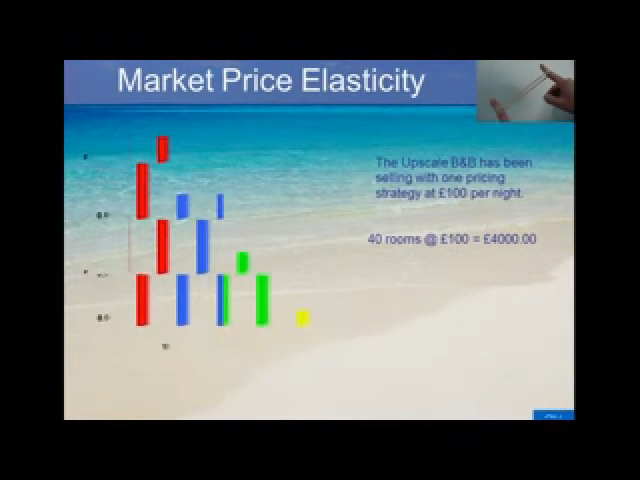 Market Price Elasticity
The Upscale B&B has been
selling with one pricing
strategy at £100 per night.
40 rooms @ £100 = £4000.00